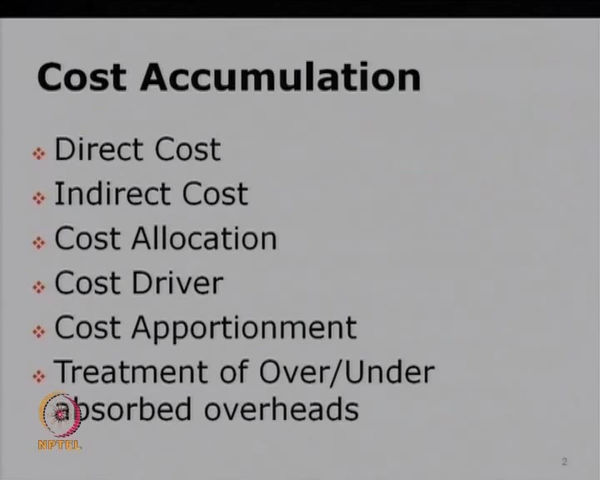 Cost Accumulation
Direct Cost
Indirect Cost
Cost Allocation
Cost Driver
Cost Apportionment
Treatment of Over/Under
absorbed overheads
NPTEL
2